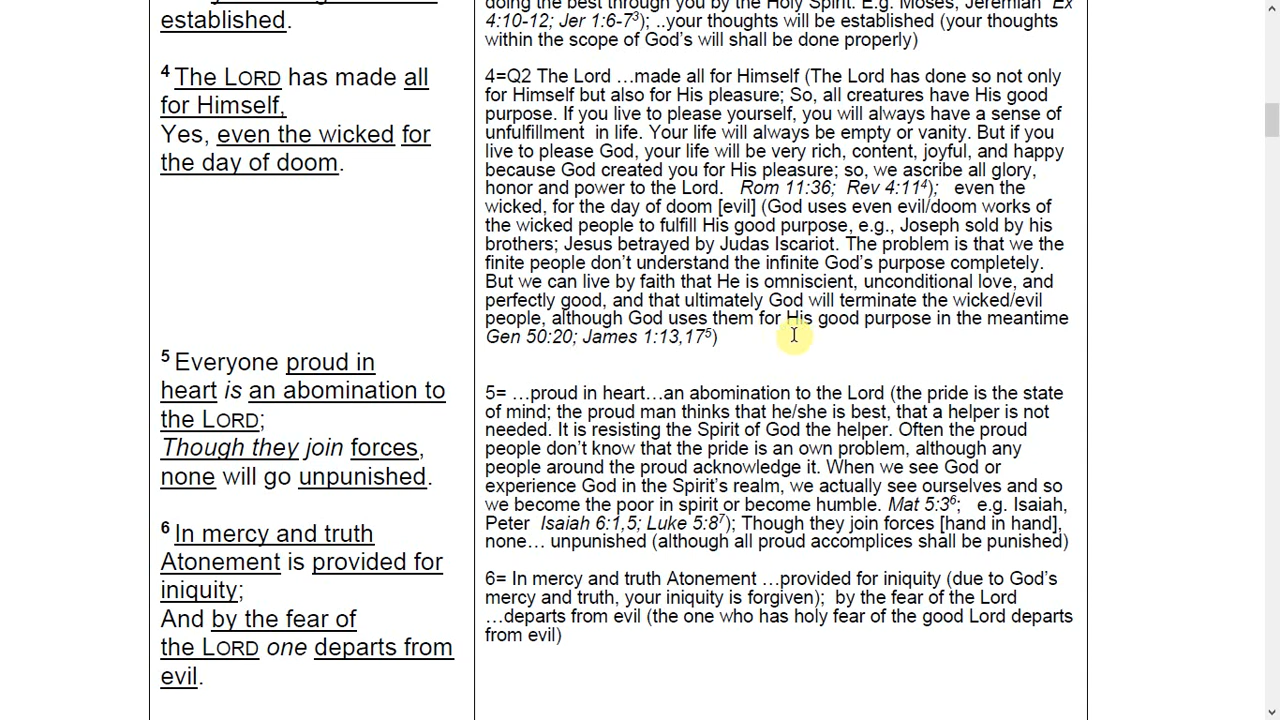 established.
4 The LORD has made all
for Himself,
Yes, even the wicked for
the day of doom.
5 Everyone proud in
heart is an abomination to
the LORD;
Though they join forces,
none will go unpunished.
6 In mercy and truth
Atonement is provided for
iniquity;
And by the fear of
the LORD one departs from
evil.
doing the best through you by the Holy Spirit. E.g. Moses, Jeremiah Ex
4:10-12; Jer 1:6-7³); ..your thoughts will be established (your thoughts
within the scope of God's will shall be done properly)
4=Q2 The Lord …made all for Himself (The Lord has done so not only
for Himself but also for His pleasure; So, all creatures have His good
purpose. If you live to please yourself, you will always have a sense of
unfulfillment in life. Your life will always be empty or vanity. But if you
live to please God, your life will be very rich, content, joyful, and happy
because God created you for His pleasure; so, we ascribe all glory,
honor and power to the Lord. Rom 11:36; Rev 4:11⁴); even the
wicked, for the day of doom [evil] (God uses even evil/doom works of
the wicked people to fulfill His good purpose, e.g., Joseph sold by his
brothers; Jesus betrayed by Judas Iscariot. The problem is that we the
finite people don't understand the infinite God's purpose completely.
But we can live by faith that He is omniscient, unconditional love, and
perfectly good, and that ultimately God will terminate the wicked/evil
people, although God uses them for His good purpose in the meantime
Gen 50:20; James 1:13,17⁵)
5= …proud in heart…an abomination to the Lord (the pride is the state
of mind; the proud man thinks that he/she is best, that a helper is not
needed. It is resisting the Spirit of God the helper. Often the proud
people don't know that the pride is an own problem, although any
people around the proud acknowledge it. When we see God or
experience God in the Spirit's realm, we actually see ourselves and so
we become the poor in spirit or become humble. Mat 5:3⁶; e.g. Isaiah,
Peter Isaiah 6:1,5; Luke 5:8⁷); Though they join forces [hand in hand],
none… unpunished (although all proud accomplices shall be punished)
6= In mercy and truth Atonement …provided for iniquity (due to God's
mercy and truth, your iniquity is forgiven); by the fear of the Lord
…departs from evil (the one who has holy fear of the good Lord departs
from evil)